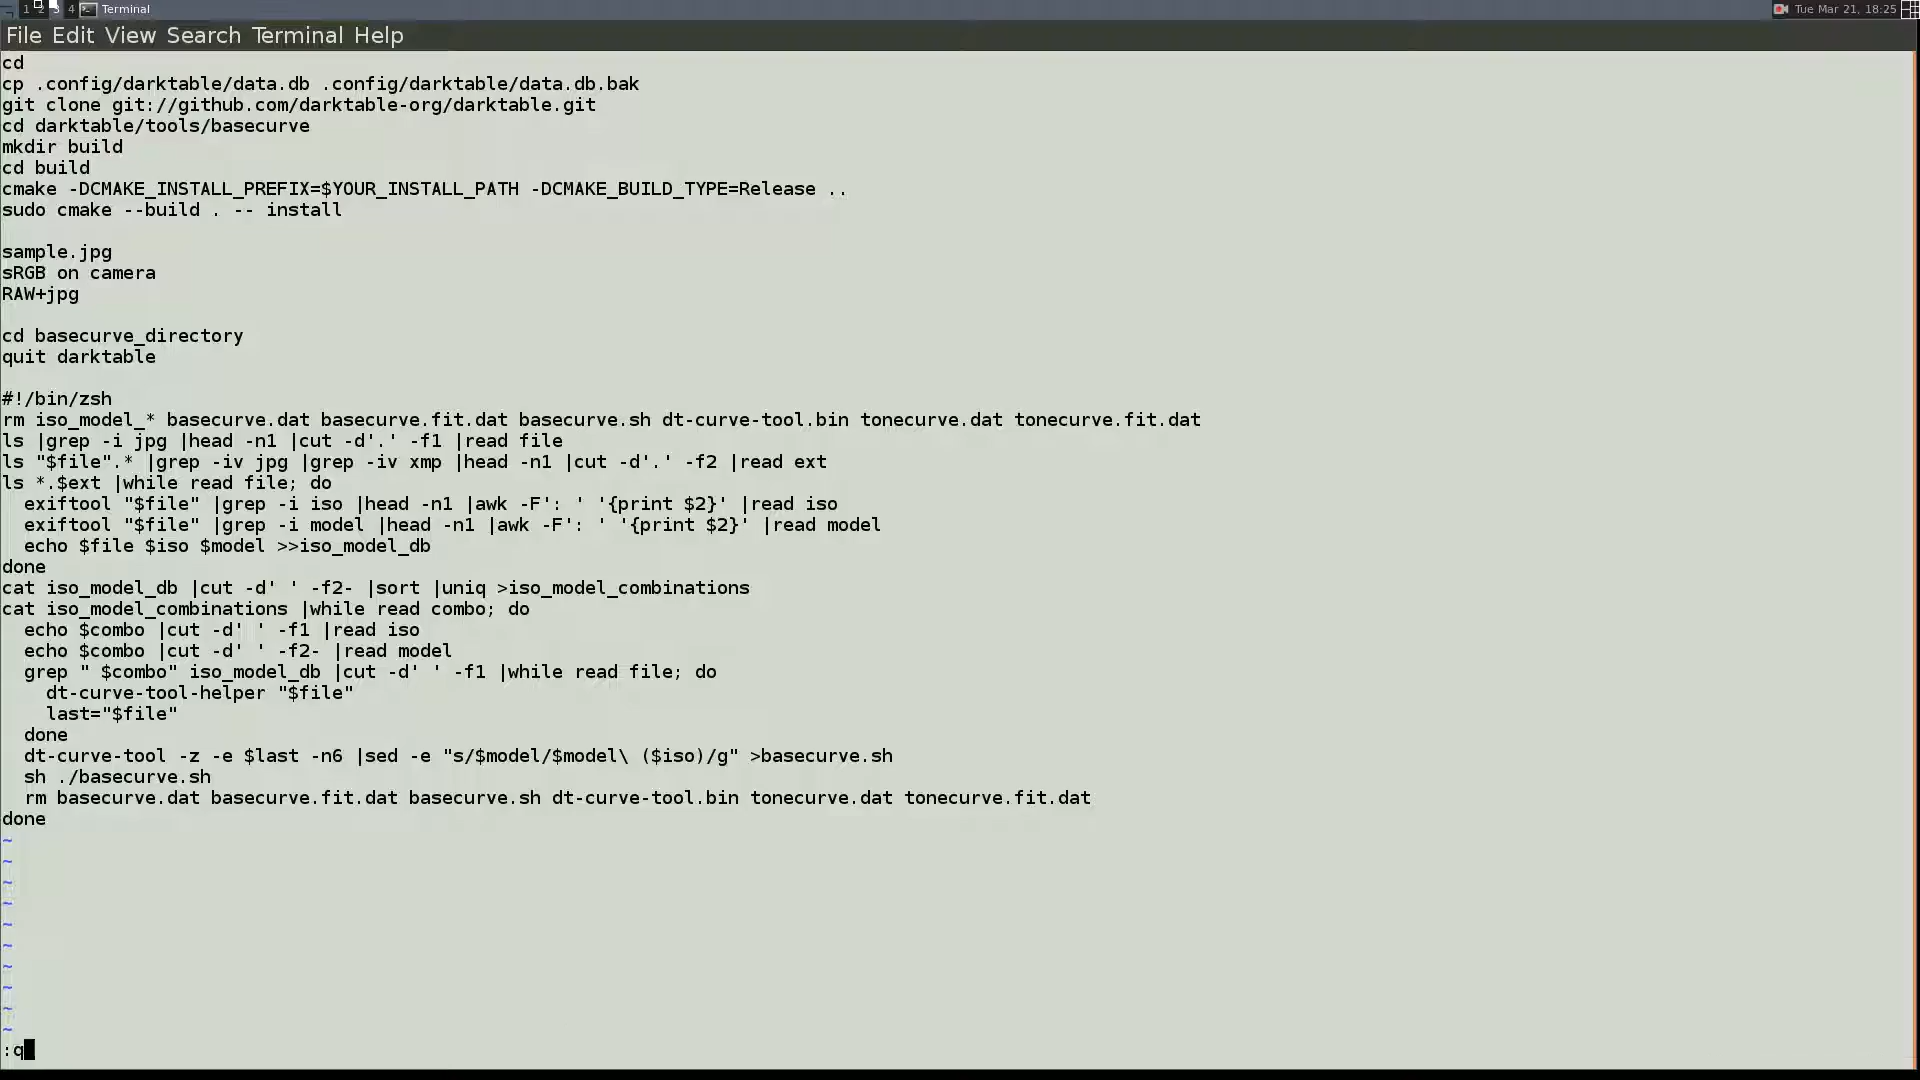 1 2 3 4 Terminal Tue Mar 21, 18:25
File Edit View Search Terminal Help
cd
cp .config/darktable/data.db .config/darktable/data.db.bak
git clone git://github.com/darktable-org/darktable.git
cd darktable/tools/basecurve
mkdir build
cd build
cmake -DCMAKE_INSTALL_PREFIX=$YOUR_INSTALL_PATH -DCMAKE_BUILD_TYPE=Release ..
sudo cmake --build . -- install
sample.jpg
sRGB on camera
RAW+jpg
cd basecurve_directory
quit darktable
#!/bin/zsh
rm iso_model_* basecurve.dat basecurve.fit.dat basecurve.sh dt-curve-tool.bin tonecurve.dat tonecurve.fit.dat
ls |grep -i jpg |head -n1 |cut -d'.' -f1 |read file
ls "$file".* |grep -iv jpg |grep -iv xmp |head -n1 |cut -d'.' -f2 |read ext
ls *.$ext |while read file; do
  exiftool "$file" |grep -i iso |head -n1 |awk -F': ' '{print $2}' |read iso
  exiftool "$file" |grep -i model |head -n1 |awk -F': ' '{print $2}' |read model
  echo $file $iso $model >>iso_model_db
done
cat iso_model_db |cut -d' ' -f2- |sort |uniq >iso_model_combinations
cat iso_model_combinations |while read combo; do
  echo $combo |cut -d' ' -f1 |read iso
  echo $combo |cut -d' ' -f2- |read model
  grep " $combo" iso_model_db |cut -d' ' -f1 |while read file; do
    dt-curve-tool-helper "$file"
    last="$file"
  done
  dt-curve-tool -z -e $last -n6 |sed -e "s/$model/$model\ ($iso)/g" >basecurve.sh
  sh ./basecurve.sh
  rm basecurve.dat basecurve.fit.dat basecurve.sh dt-curve-tool.bin tonecurve.dat tonecurve.fit.dat
done
~
~
~
~
~
~
~
~
~
~
:q